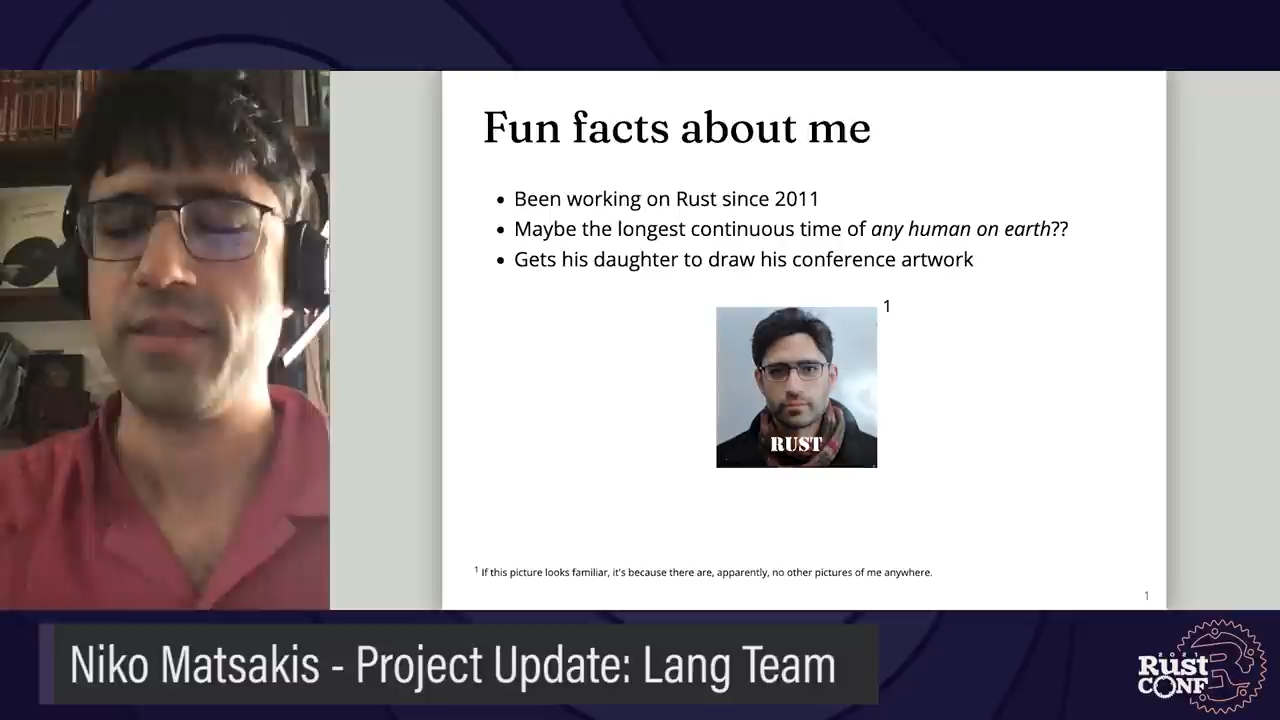 Fun facts about me
• Been working on Rust since 2011
• Maybe the longest continuous time of any human on earth??
• Gets his daughter to draw his conference artwork
1
RUST
1 If this picture looks familiar, it's because there are, apparently, no other pictures of me anywhere.
1
Niko Matsakis - Project Update: Lang Team
RUST
CONF